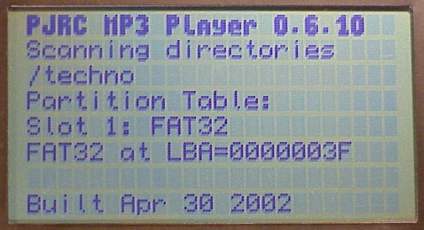 PJRC MP3 Player 0.6.10
Scanning directories
/techno
Partition Table:
Slot 1: FAT32
FAT32 at LBA=0000003F
Built Apr 30 2002